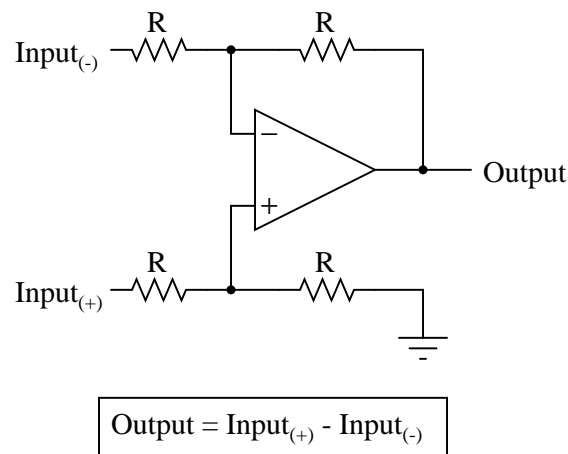 R R
Input(-)
−
Output
+
R R
Input(+)
Output = Input(+) - Input(-)